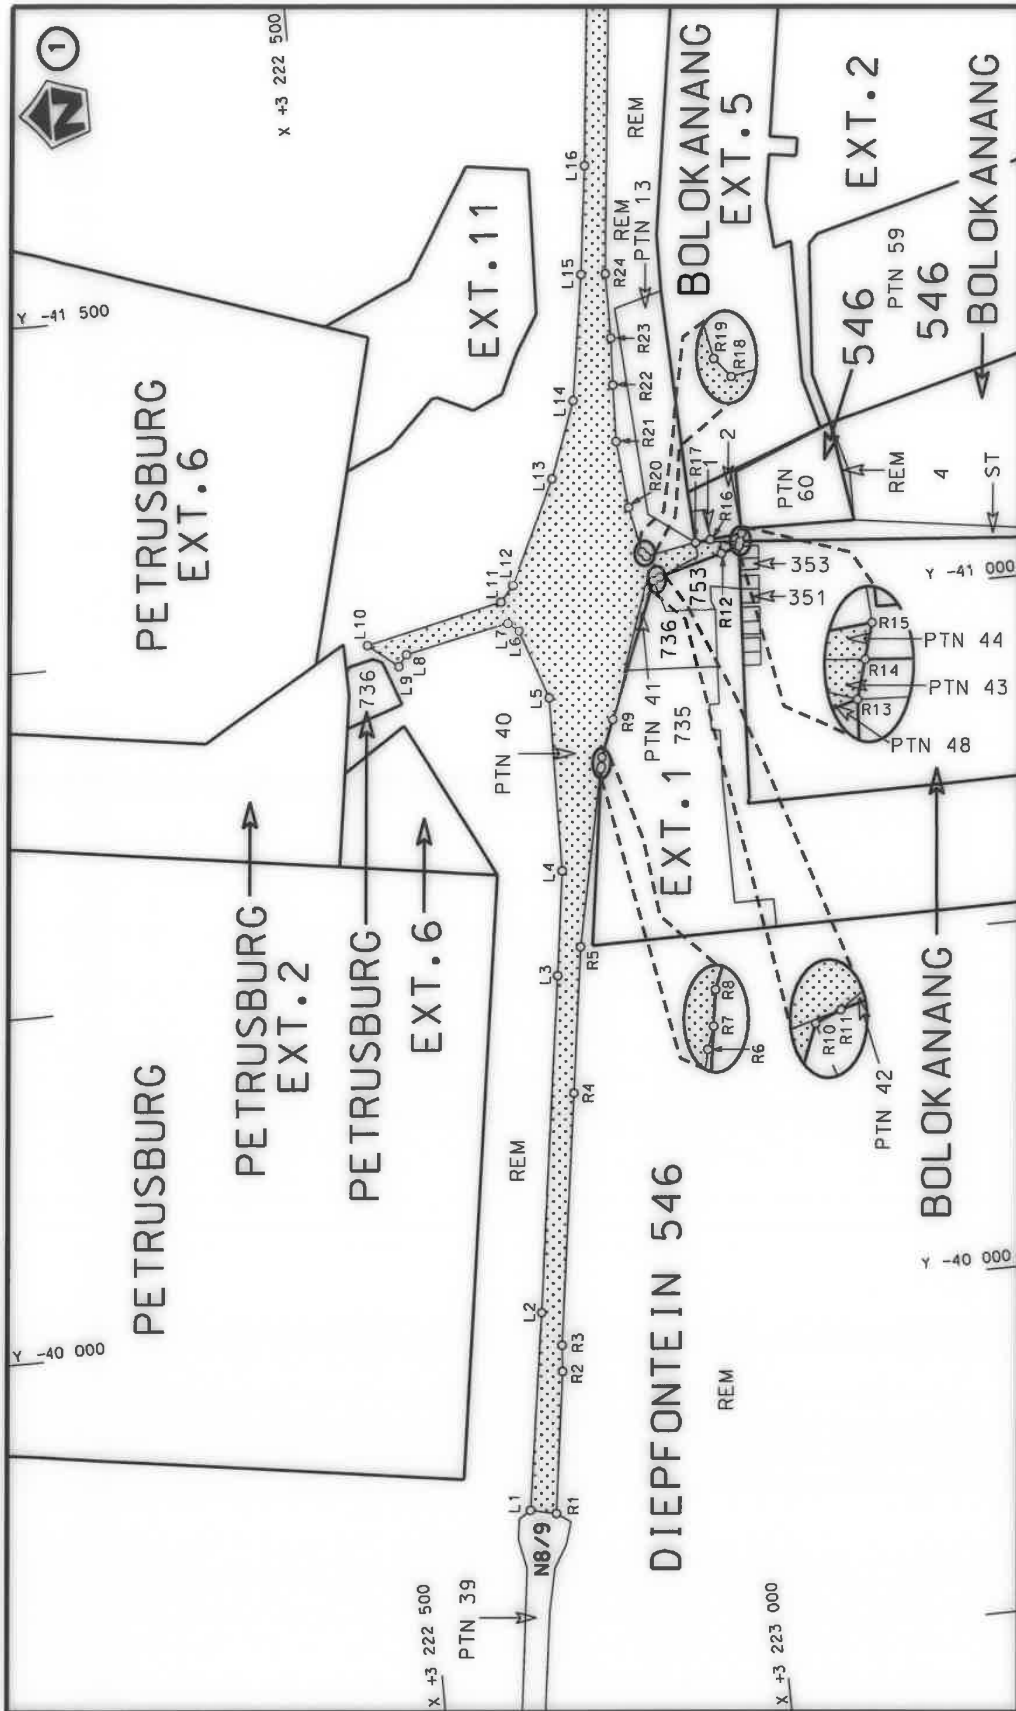 N
1
X +3 222 500
Y -41 500
PETRUSBURG
EXT.6
EXT.11
L16
L15
L14
L13
L12
L11
L10
L9
L8
L7
L6
L5
L4
L3
L2
L1
736
PETRUSBURG
PETRUSBURG
EXT.2
PETRUSBURG
EXT.6
PTN 40
REM
REM
REM
PTN 13
BOLOKANANG
EXT.5
EXT.2
BOLOKANANG
546
PTN 59
546
R24
R23
R22
R21
R20
R19
R18
R17
1
2
R16
PTN
60
REM
4
ST
Y -41 000
353
351
753
736
R12
R15
PTN 44
R14
PTN 43
R13
PTN 48
PTN 41
735
R9
EXT.1
R8
R7
R6
R5
R4
R3
R2
R1
R10
R11
PTN 42
BOLOKANANG
Y -40 000
Y -40 000
DIEPFONTEIN 546
REM
N8/9
PTN 39
X +3 222 500
X +3 223 000